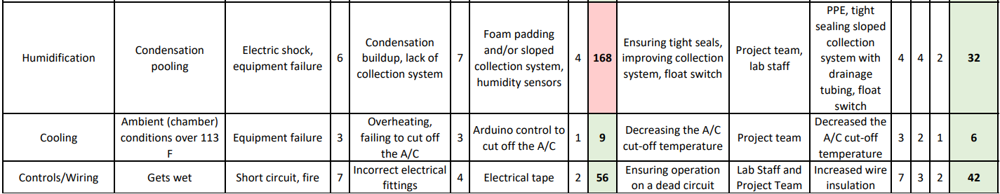 Humidification
Condensation
pooling
Electric shock,
equipment failure
6
Condensation
buildup, lack of
collection system
7
Foam padding
and/or sloped
collection system,
humidity sensors
4
168
Ensuring tight seals,
improving collection
system, float switch
Project team,
lab staff
PPE, tight
sealing sloped
collection
system with
drainage
tubing, float
switch
4
4
2
32
Cooling
Ambient (chamber)
conditions over 113
F
Equipment failure
3
Overheating,
failing to cut off
the A/C
3
Arduino control to
cut off the A/C
1
9
Decreasing the A/C
cut-off temperature
Project team
Decreased the
A/C cut-off
temperature
3
2
1
6
Controls/Wiring
Gets wet
Short circuit, fire
7
Incorrect electrical
fittings
4
Electrical tape
2
56
Ensuring operation
on a dead circuit
Lab Staff and
Project Team
Increased wire
insulation
7
3
2
42